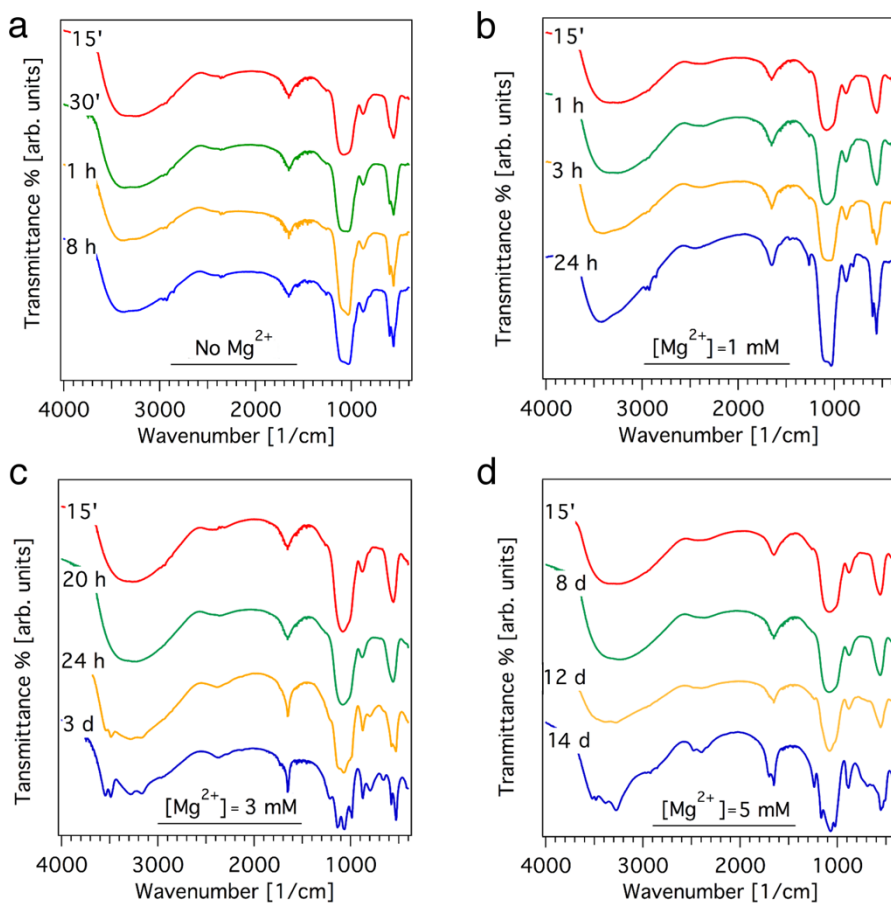 a
15'
30'
1 h
8 h
No Mg²⁺
Transmittance % [arb. units]
4000 3000 2000 1000
Wavenumber [1/cm]
b
15'
1 h
3 h
24 h
[Mg²⁺]=1 mM
Transmittance % [arb. units]
4000 3000 2000 1000
Wavenumber [1/cm]
c
15'
20 h
24 h
3 d
[Mg²⁺]= 3 mM
Tansmittance % [arb. units]
4000 3000 2000 1000
Wavenumber [1/cm]
d
15'
8 d
12 d
14 d
[Mg²⁺]=5 mM
Tranmittance % [arb. units]
4000 3000 2000 1000
Wavenumber [1/cm]